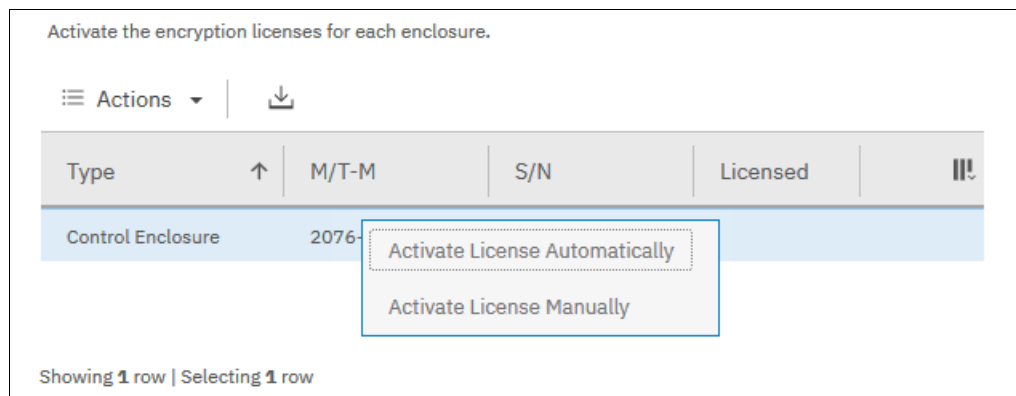 Activate the encryption licenses for each enclosure.
Actions
Type M/T-M S/N Licensed
Control Enclosure 2076-
Activate License Automatically
Activate License Manually
Showing 1 row | Selecting 1 row